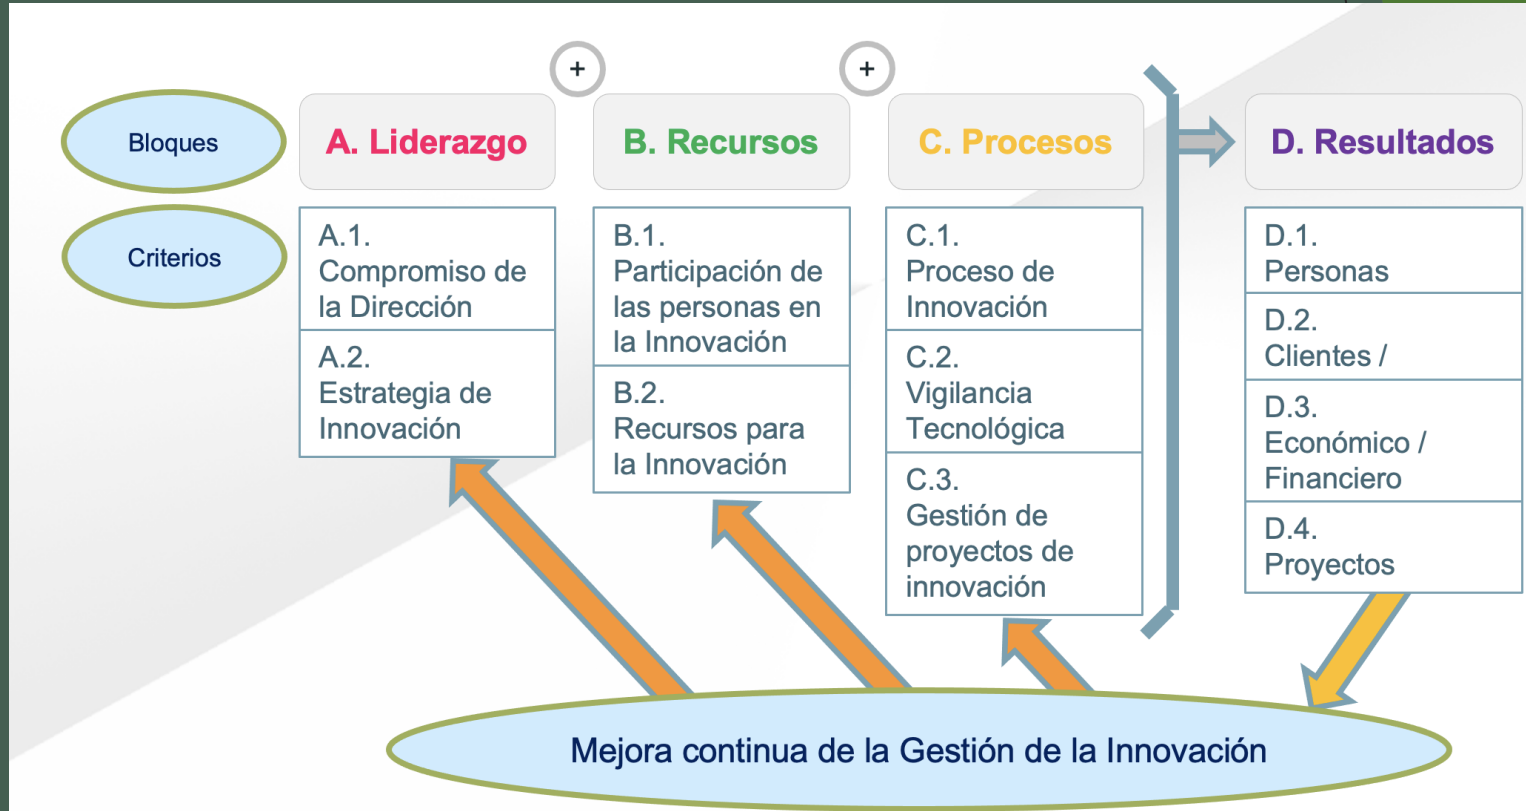 +
+
Bloques
A. Liderazgo
B. Recursos
C. Procesos
D. Resultados
Criterios
A.1.
Compromiso de
la Dirección
A.2.
Estrategia de
Innovación
B.1.
Participación de
las personas en
la Innovación
B.2.
Recursos para
la Innovación
C.1.
Proceso de
Innovación
C.2.
Vigilancia
Tecnológica
C.3.
Gestión de
proyectos de
innovación
D.1.
Personas
D.2.
Clientes /
D.3.
Económico /
Financiero
D.4.
Proyectos
Mejora continua de la Gestión de la Innovación